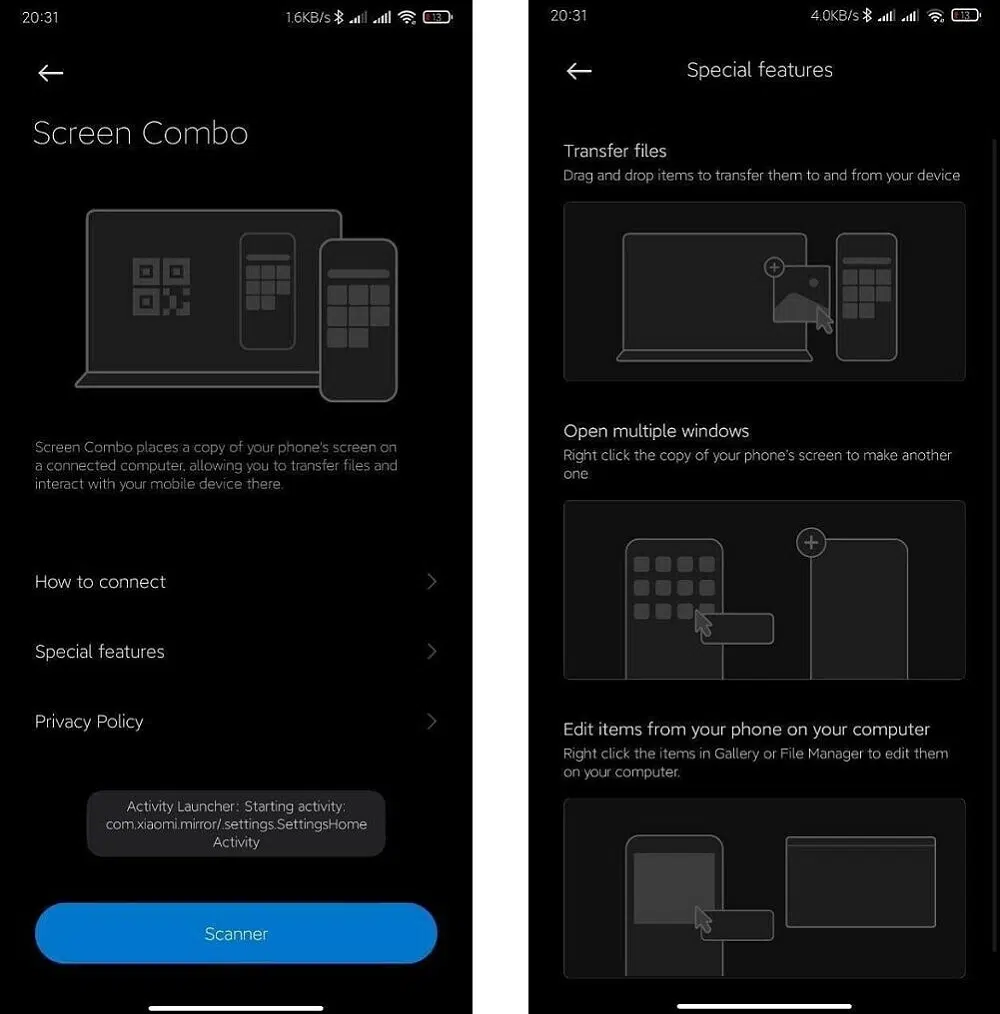 20:31
1.6KB/s
13
Screen Combo
Screen Combo places a copy of your phone's screen on
a connected computer, allowing you to transfer files and
interact with your mobile device there.
How to connect
Special features
Privacy Policy
Activity Launcher: Starting activity:
com.xiaomi.mirror/.settings.SettingsHome
Activity
Scanner
20:31
4.0KB/s
13
Special features
Transfer files
Drag and drop items to transfer them to and from your device
Open multiple windows
Right click the copy of your phone's screen to make another
one
Edit items from your phone on your computer
Right click the items in Gallery or File Manager to edit them
on your computer.